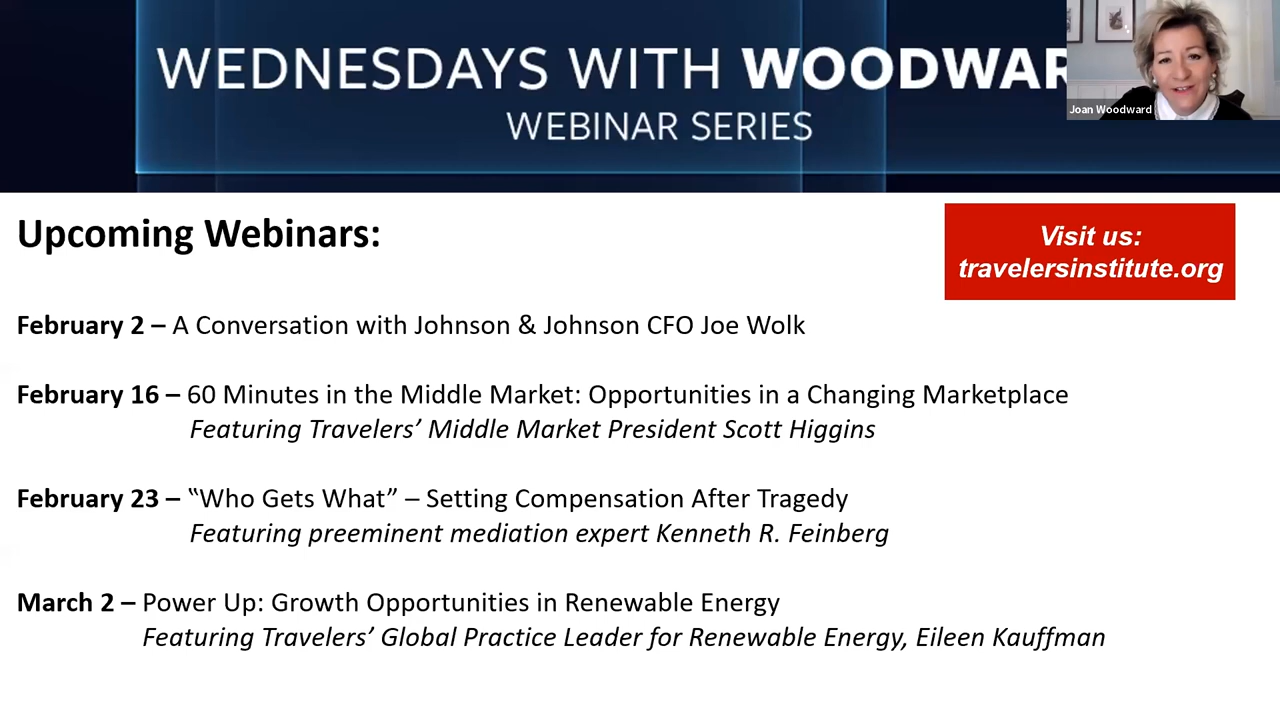 WEDNESDAYS WITH WOODWAR
WEBINAR SERIES
Joan Woodward
Upcoming Webinars:
Visit us:
travelersinstitute.org
February 2 – A Conversation with Johnson & Johnson CFO Joe Wolk
February 16 – 60 Minutes in the Middle Market: Opportunities in a Changing Marketplace
Featuring Travelers’ Middle Market President Scott Higgins
February 23 – “Who Gets What” – Setting Compensation After Tragedy
Featuring preeminent mediation expert Kenneth R. Feinberg
March 2 – Power Up: Growth Opportunities in Renewable Energy
Featuring Travelers’ Global Practice Leader for Renewable Energy, Eileen Kauffman